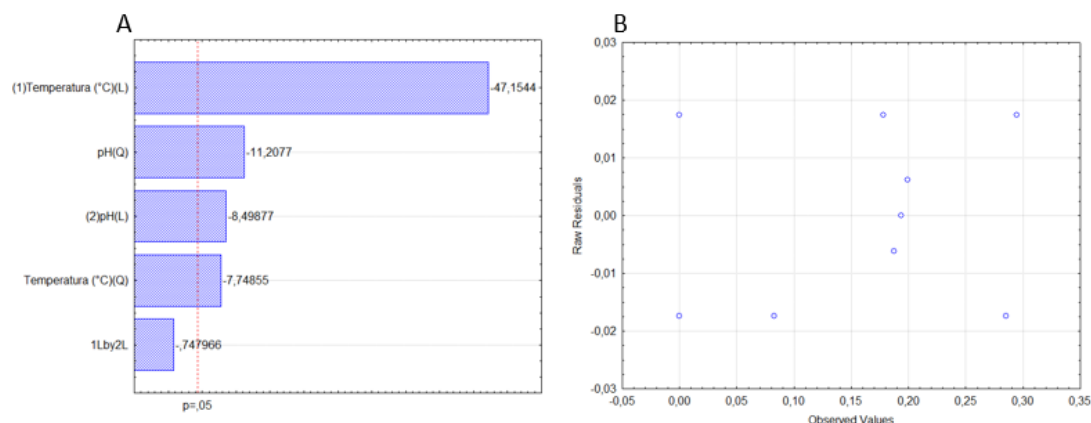 A
(1)Temperatura (°C)(L)
-47,1544
pH(Q)
-11,2077
(2)pH(L)
-8,49877
Temperatura (°C)(Q)
-7,74855
1Lby2L
-,747966
p=,05
B
Raw Residuals
0,03
0,02
0,01
0,00
-0,01
-0,02
-0,03
-0,05
0,00
0,05
0,10
0,15
0,20
0,25
0,30
0,35
Observed Values